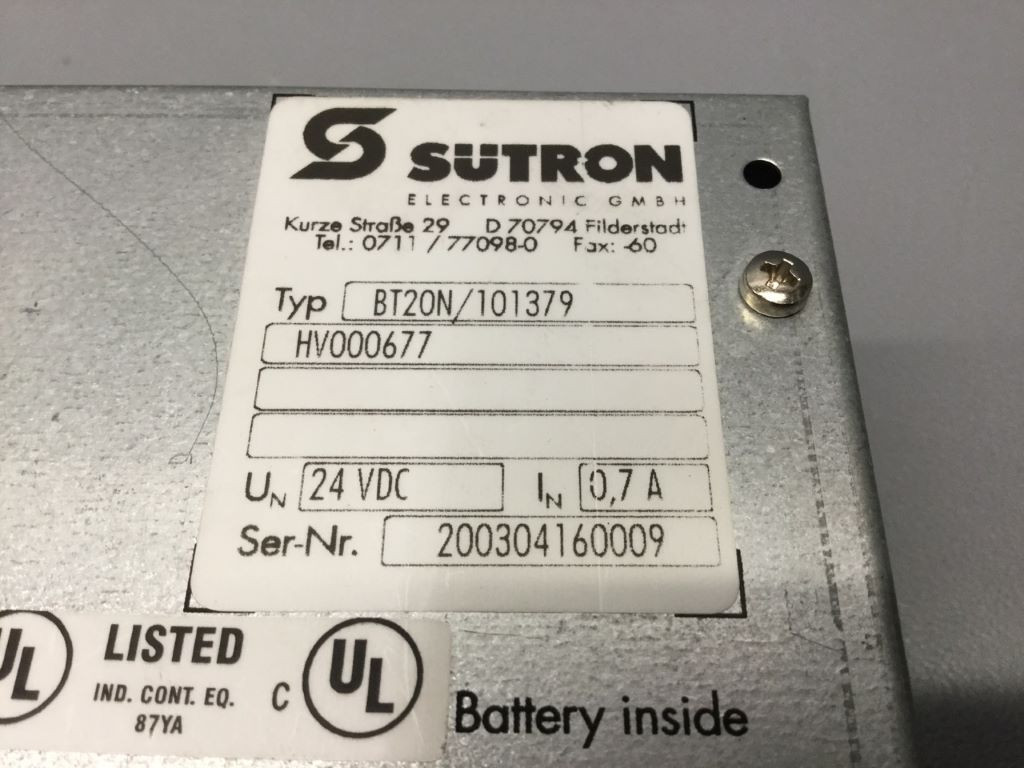 SÜTRON
ELECTRONIC GMBH
Kurze Straße 29 D 70794 Filderstadt
Tel.: 0711 / 77098-0 Fax: -60
Typ BT20N/101379
HV000677
UN 24 VDC IN 0,7 A
Ser-Nr. 200304160009
UL LISTED C UL
IND. CONT. EQ.
87YA
Battery inside